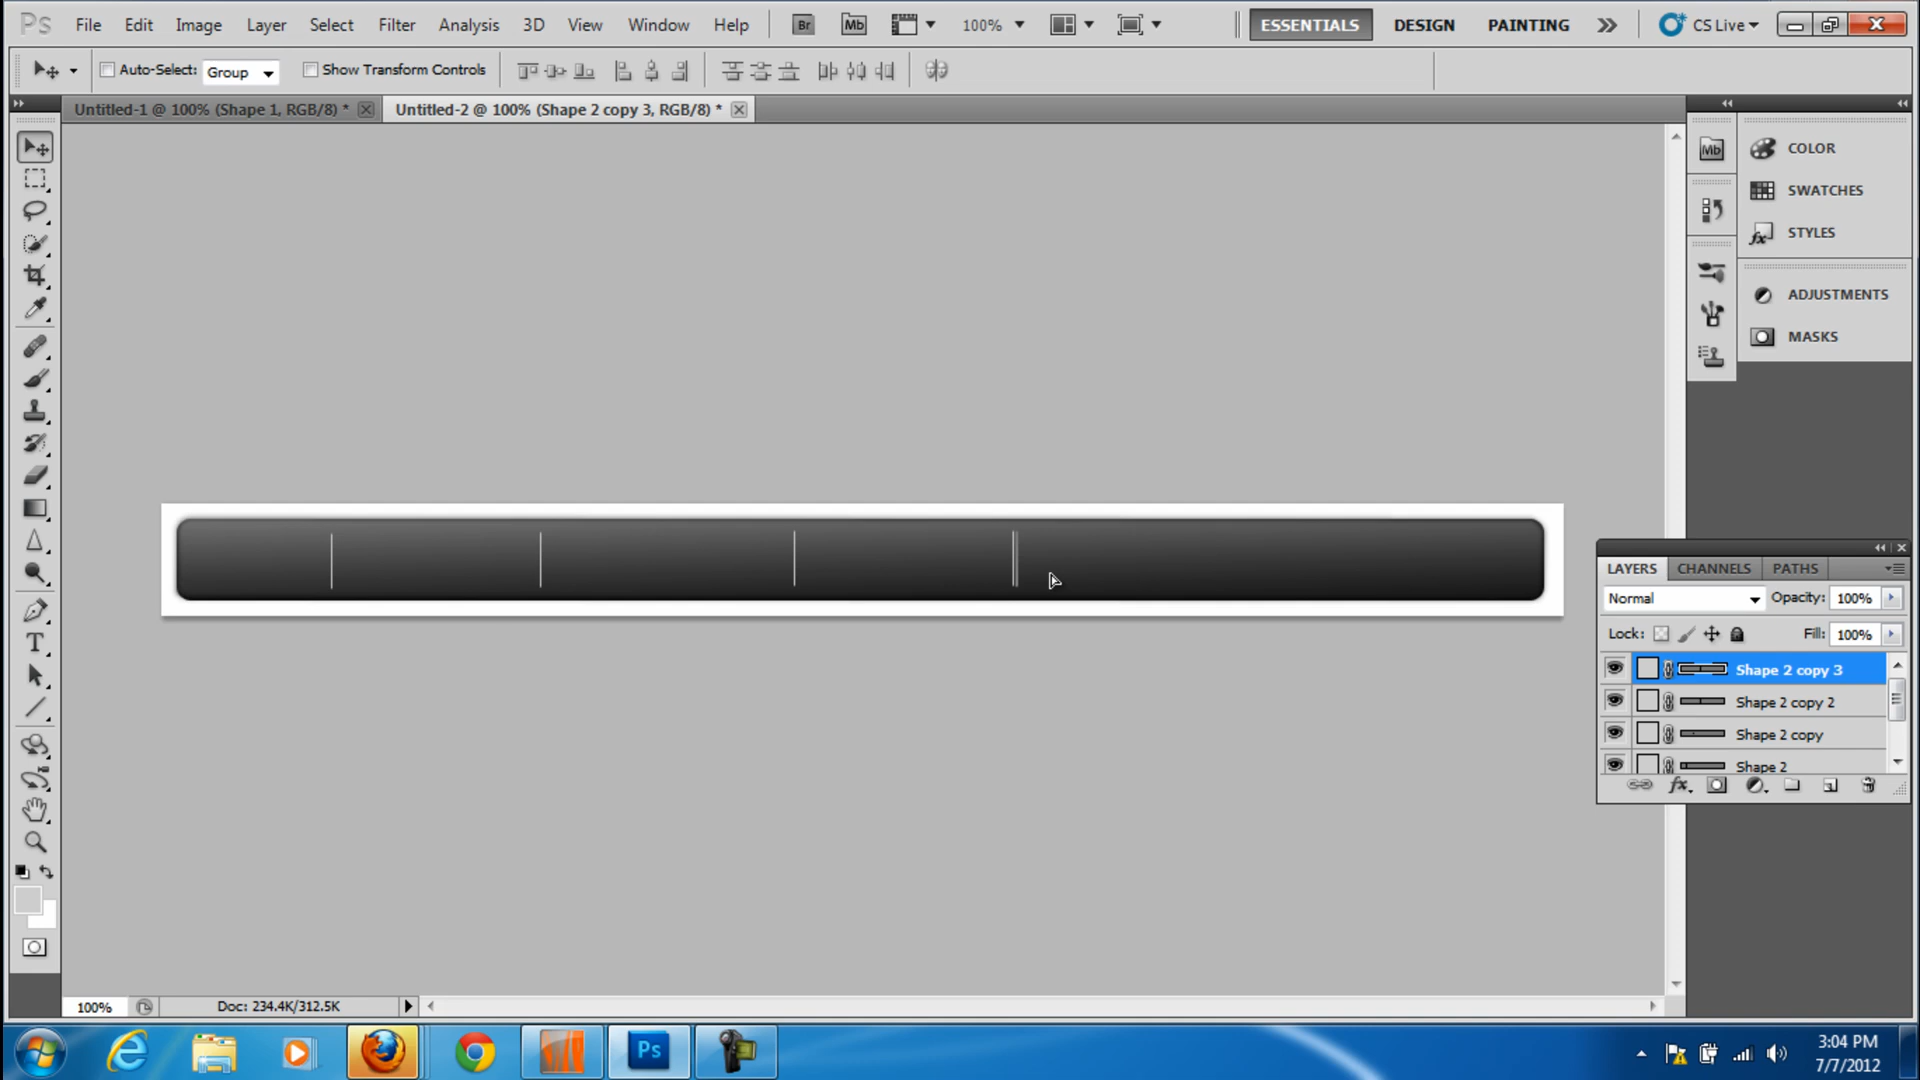 Ps File Edit Image Layer Select Filter Analysis 3D View Window Help Br Mb 100% ESSENTIALS DESIGN PAINTING CS Live
Auto-Select: Group Show Transform Controls
Untitled-1 @ 100% (Shape 1, RGB/8) * Untitled-2 @ 100% (Shape 2 copy 3, RGB/8) *
Mb COLOR
SWATCHES
STYLES
ADJUSTMENTS
MASKS
LAYERS CHANNELS PATHS
Normal Opacity: 100%
Lock: Fill: 100%
Shape 2 copy 3
Shape 2 copy 2
Shape 2 copy
Shape 2
fx
T
100% Doc: 234.4K/312.5K
Ps
3:04 PM
7/7/2012